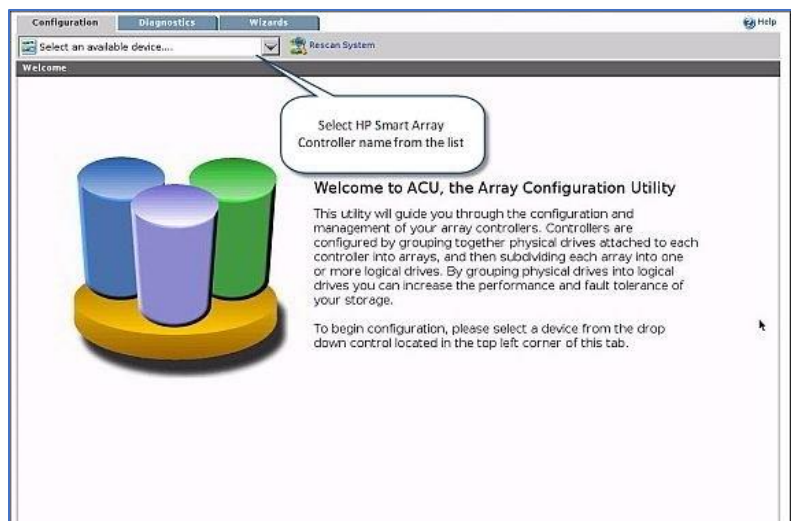 Configuration Diagnostics Wizards Help
Select an available device.... Rescan System
Welcome
Select HP Smart Array
Controller name from the list
Welcome to ACU, the Array Configuration Utility
This utility will guide you through the configuration and
management of your array controllers. Controllers are
configured by grouping together physical drives attached to each
controller into arrays, and then subdividing each array into one
or more logical drives. By grouping physical drives into logical
drives you can increase the performance and fault tolerance of
your storage.
To begin configuration, please select a device from the drop
down control located in the top left corner of this tab.